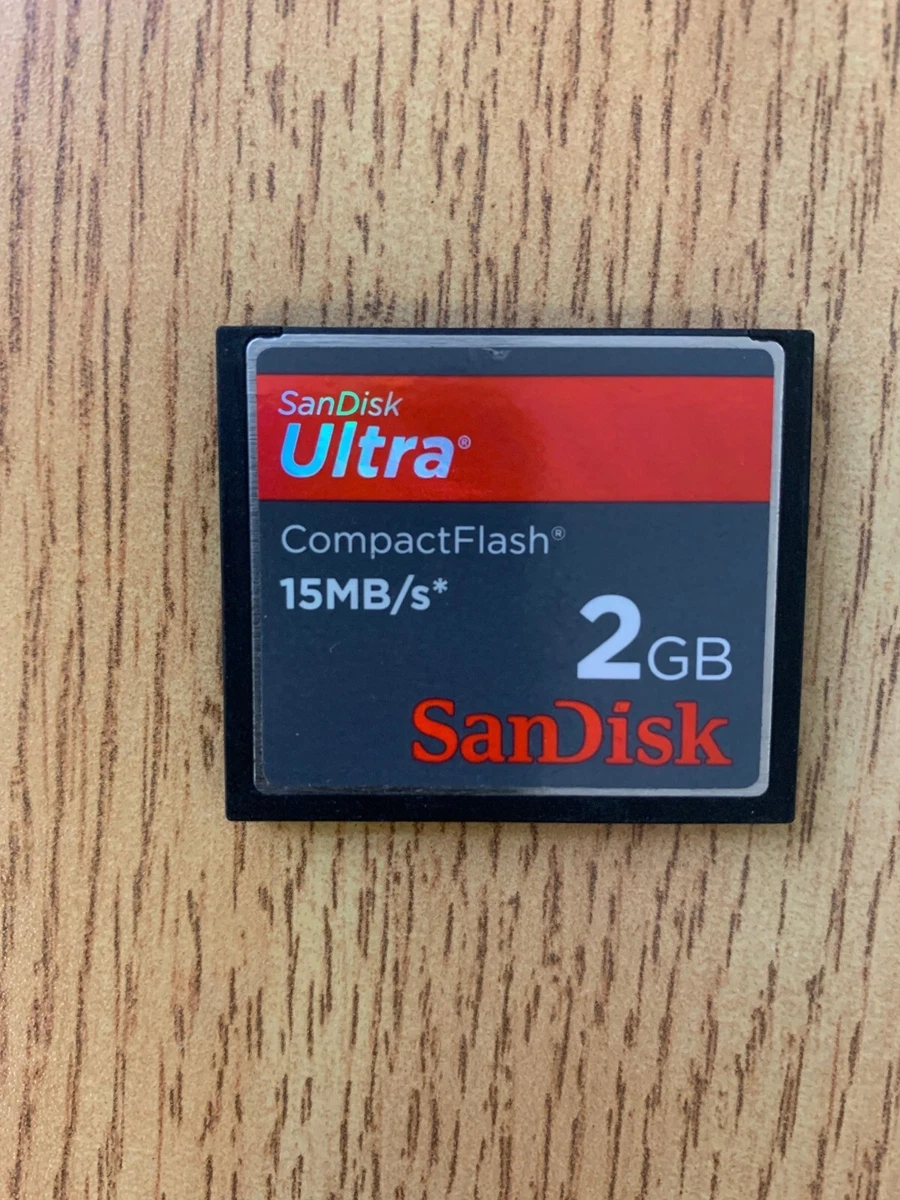 SanDisk
Ultra®
CompactFlash®
15MB/s*
2GB
SanDisk